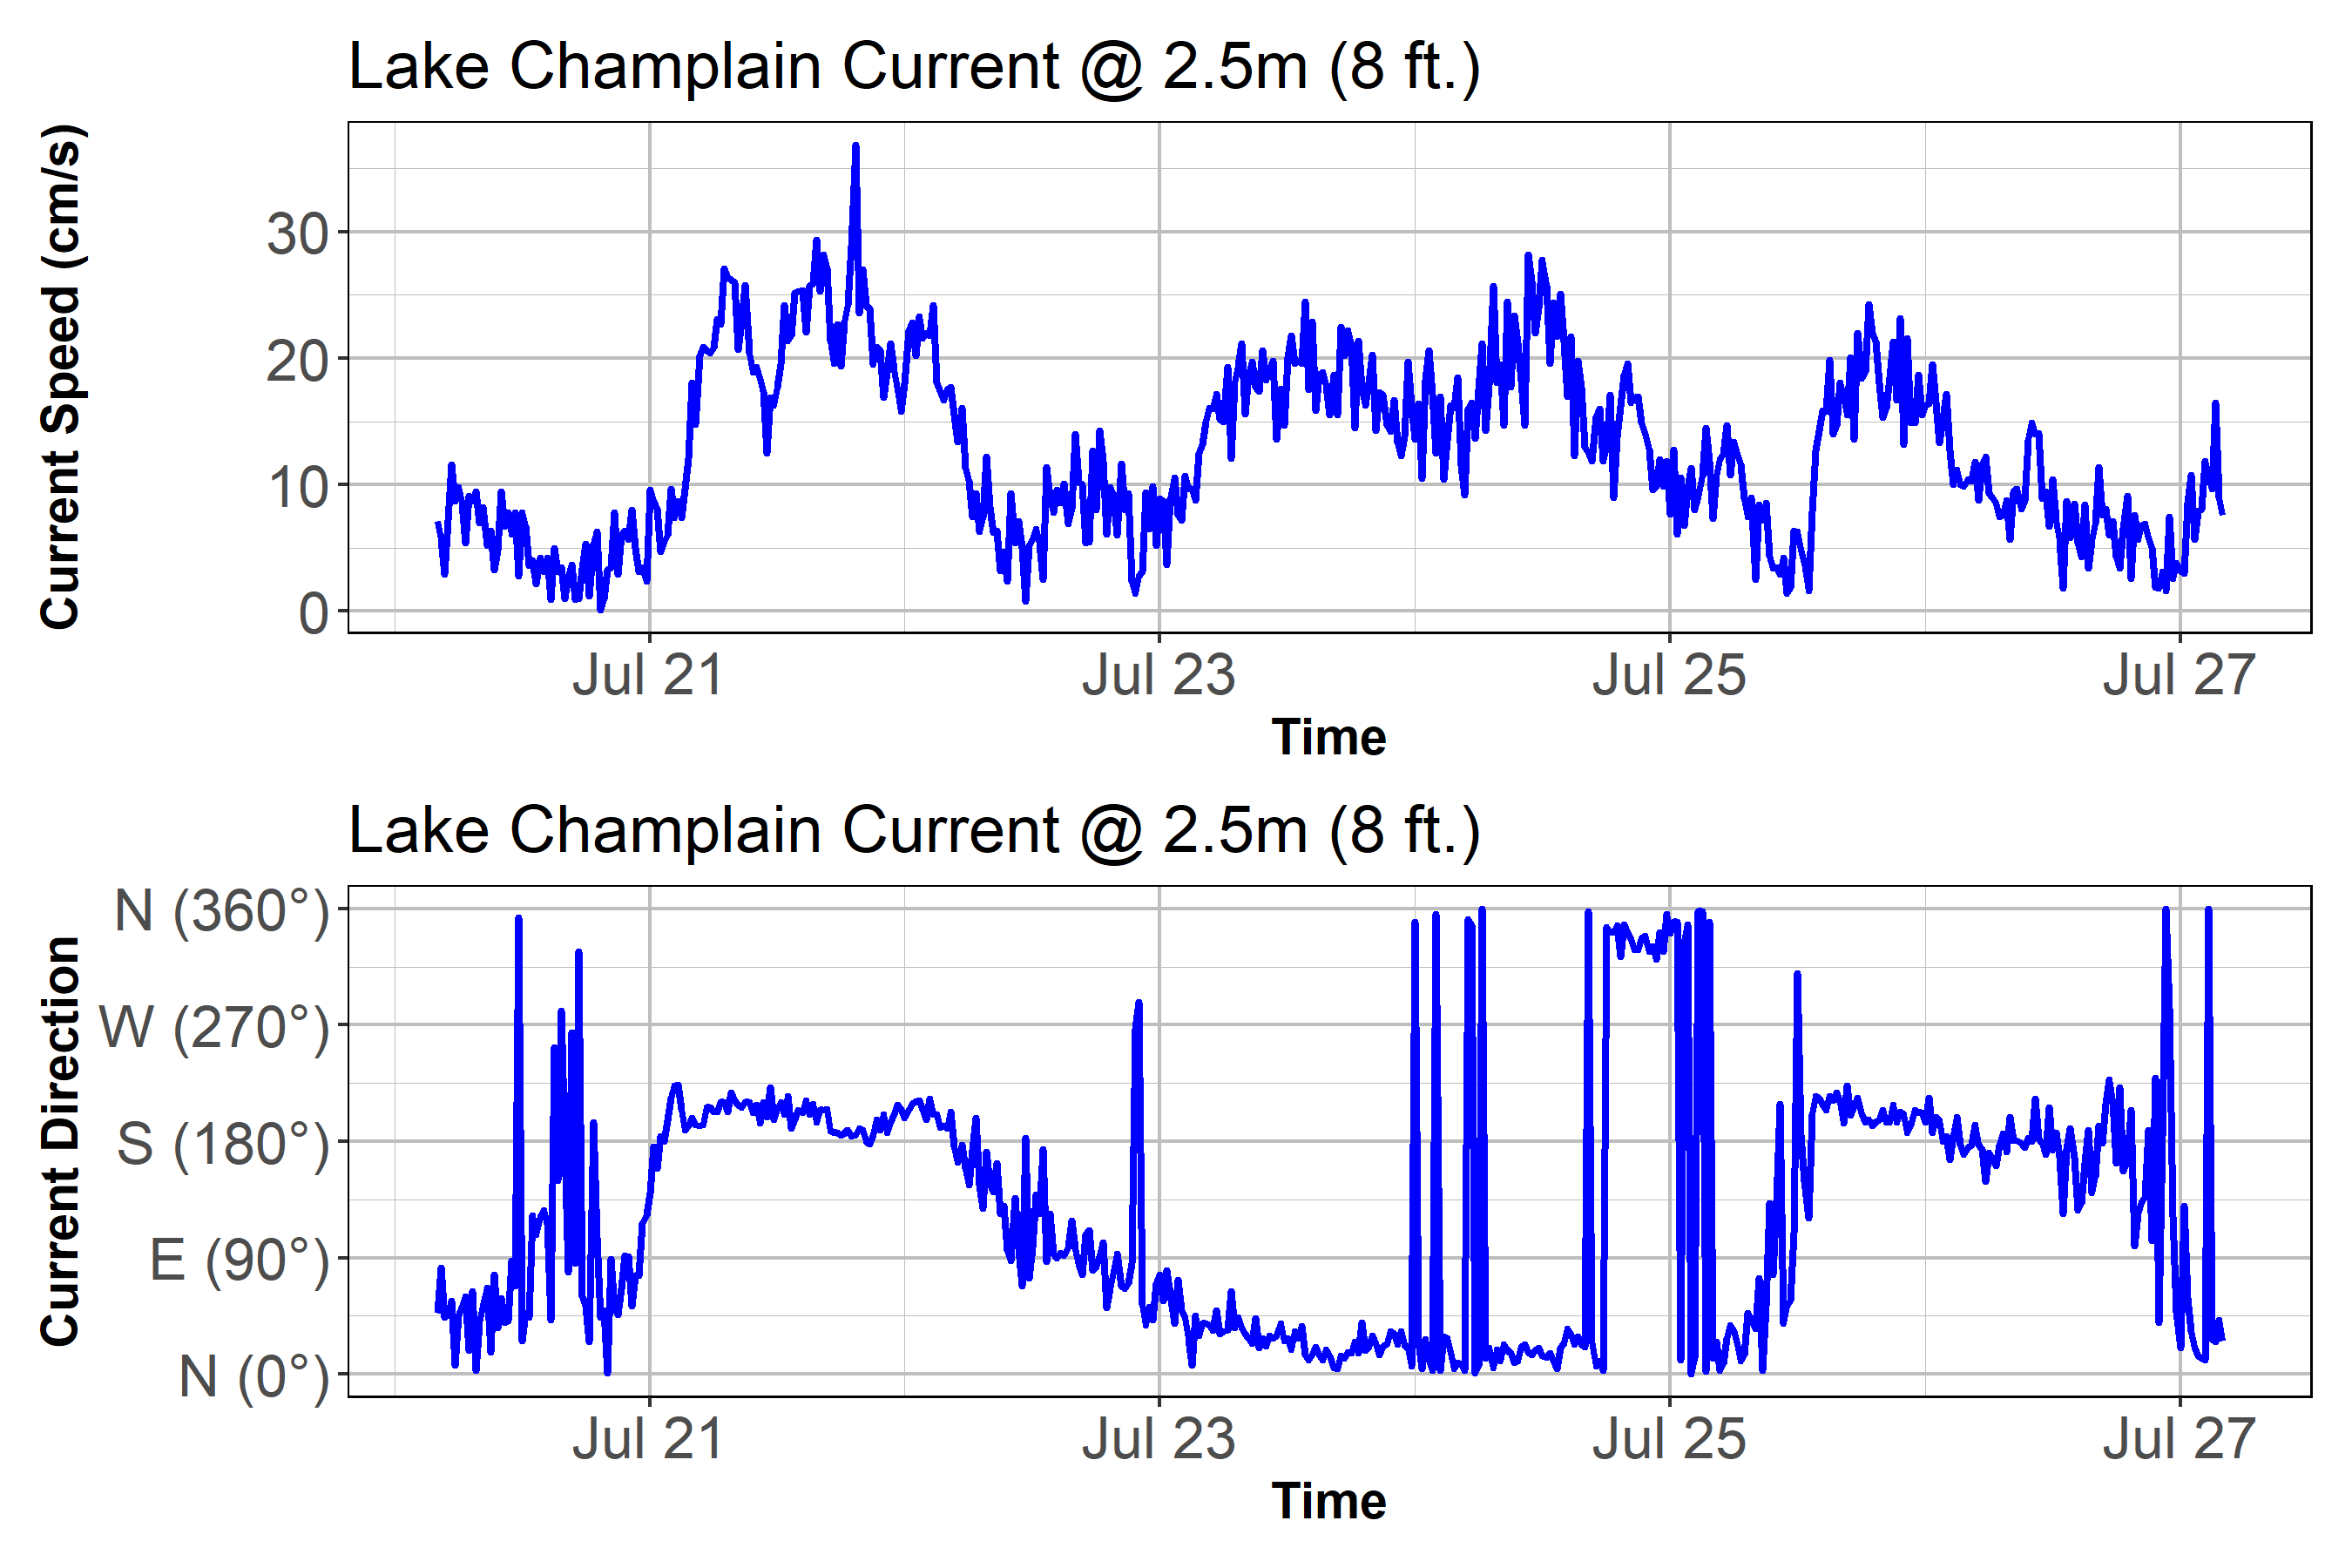 Lake Champlain Current @ 2.5m (8 ft.)
Current Speed (cm/s)
30
20
10
0
Jul 21 Jul 23 Jul 25 Jul 27
Time
Lake Champlain Current @ 2.5m (8 ft.)
Current Direction
N (360°)
W (270°)
S (180°)
E (90°)
N (0°)
Jul 21 Jul 23 Jul 25 Jul 27
Time